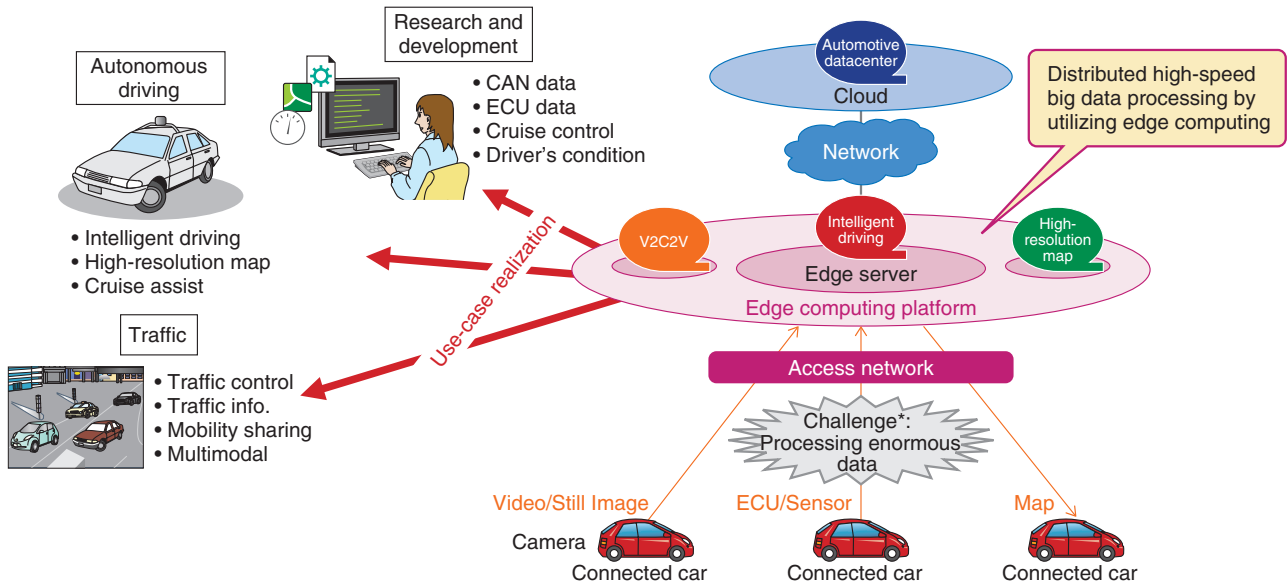 Research and
development
• CAN data
• ECU data
• Cruise control
• Driver's condition
Autonomous
driving
• Intelligent driving
• High-resolution map
• Cruise assist
Traffic
• Traffic control
• Traffic info.
• Mobility sharing
• Multimodal
Use-case realization
Automotive
datacenter
Cloud
Network
Distributed high-speed
big data processing by
utilizing edge computing
V2C2V
Intelligent
driving
High-
resolution
map
Edge server
Edge computing platform
Access network
Challenge*:
Processing enormous
data
Video/Still Image
ECU/Sensor
Map
Camera
Connected car
Connected car
Connected car